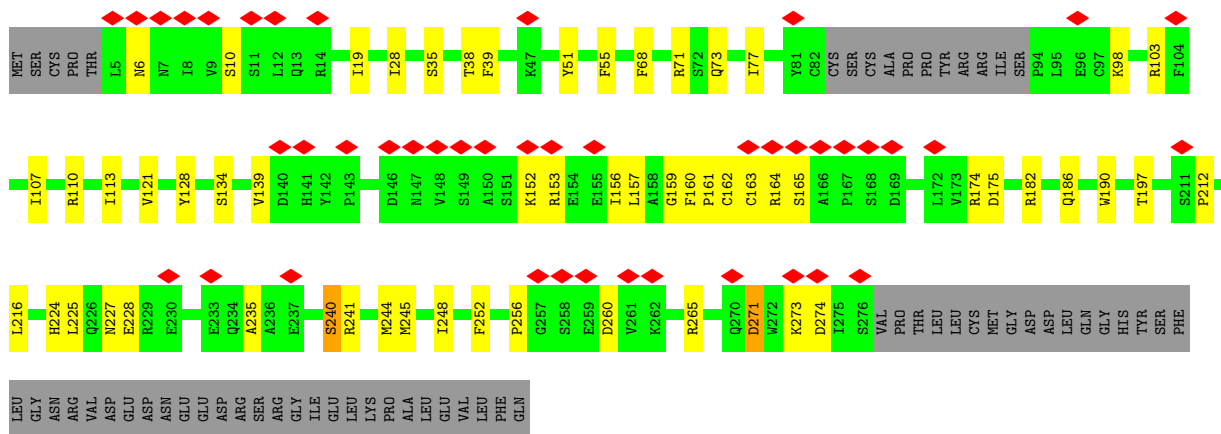 MET SER CYS PRO THR L5 N6 N7 I8 V9 S10 S11 L12 Q13 R14 I19 I28 S35 T38 F39 K47 Y51 F55 F68 R71 S72 Q73 I77 Y81 C82 CYS SER CYS ALA PRO PRO TYR ARG ARG ILE SER P94 L95 E96 C97 K98 R103 F104
I107 R110 I113 V121 Y128 S134 V139 D140 H141 Y142 P143 D146 N147 V148 S149 A150 S151 K152 R153 E154 E155 I156 L157 A158 G159 F160 P161 C162 C163 R164 S165 A166 P167 S168 D169 L172 V173 R174 D175 R182 Q186 W190 T197 S211 P212
L216 H224 L225 Q226 N227 E228 R229 E230 E233 Q234 A235 A236 E237 S240 R241 M244 M245 I248 F252 P256 G257 S258 E259 D260 V261 K262 R265 Q270 D271 W272 K273 D274 I275 S276 VAL PRO THR LEU LEU CYS MET GLY ASP ASP LEU GLN GLY HIS TYR SER PHE
LEU GLY ASN ARG VAL ASP GLU ASP ASN GLU GLU ASP ARG SER ARG GLY ILE GLU LEU LYS PRO ALA LEU GLU VAL LEU PHE GLN